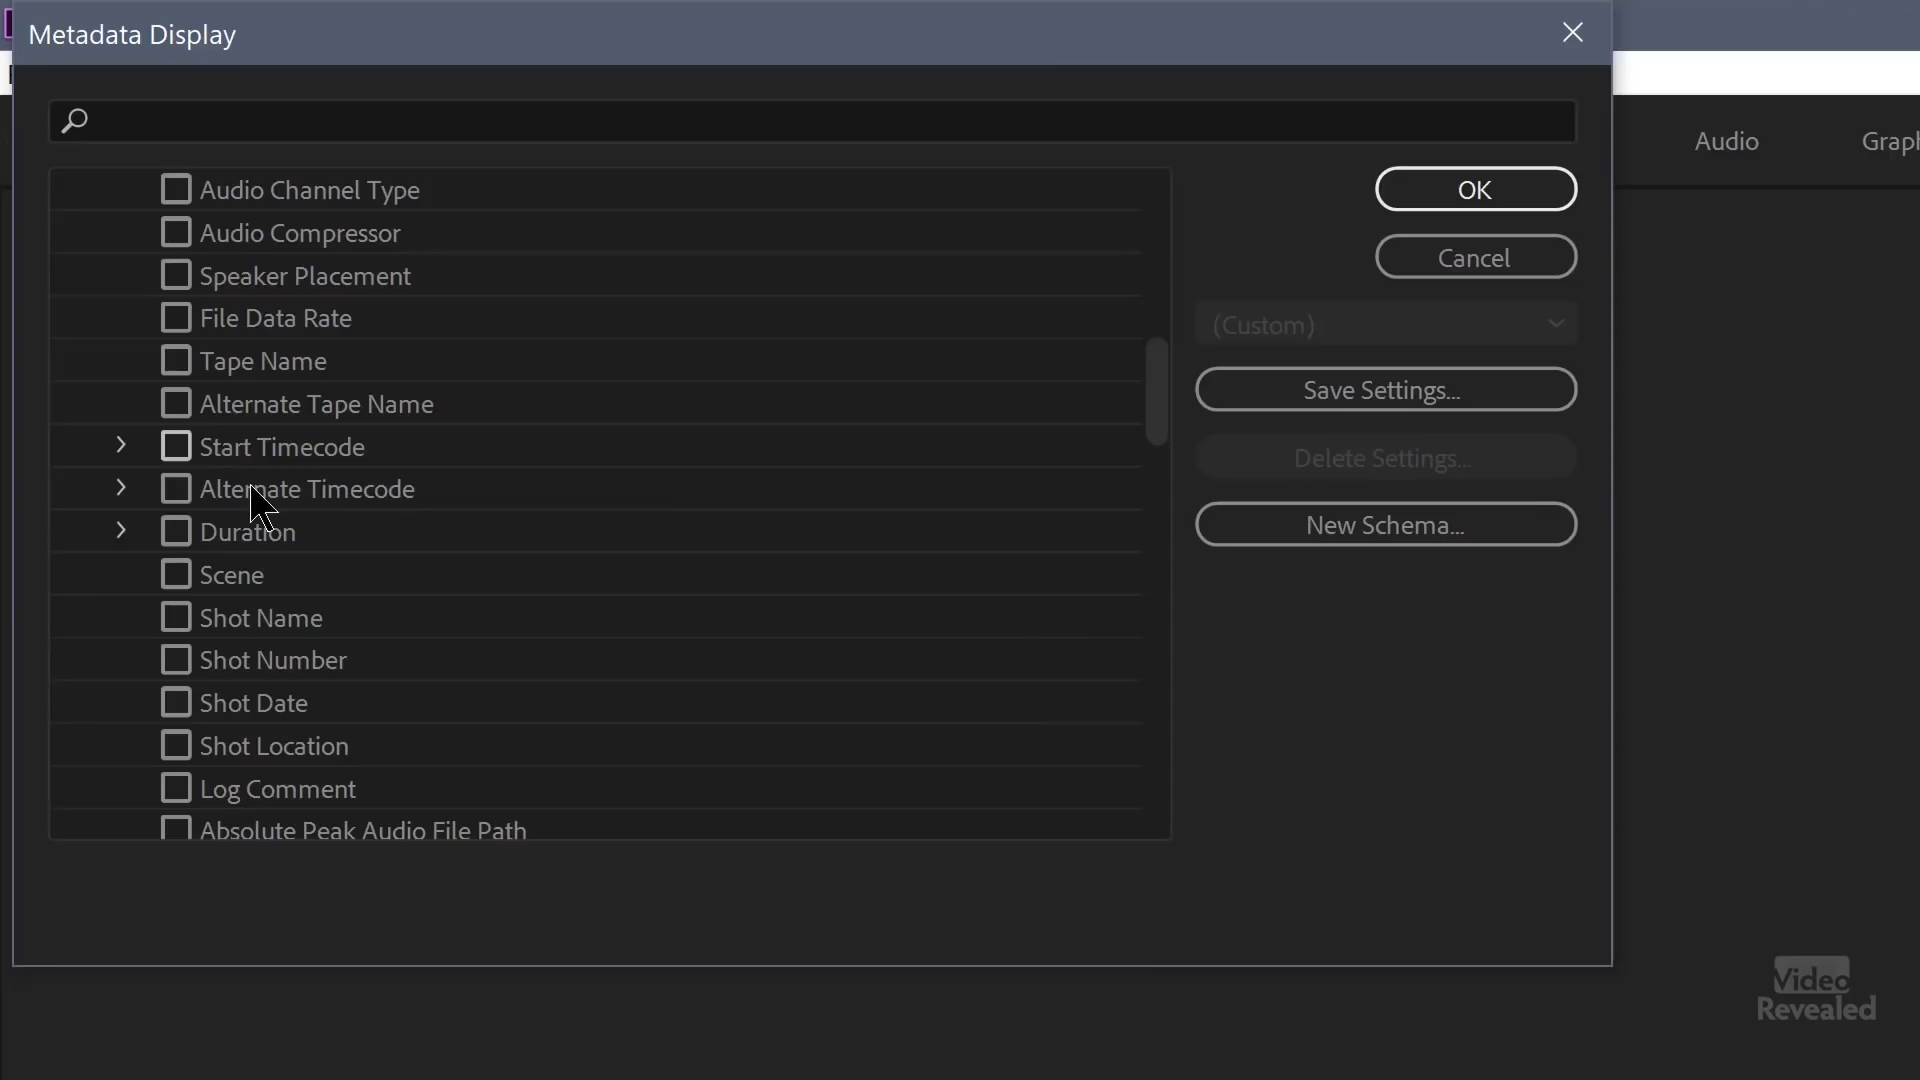 Metadata Display
Audio
Graph
Audio Channel Type
Audio Compressor
Speaker Placement
File Data Rate
Tape Name
Alternate Tape Name
Start Timecode
Alternate Timecode
Duration
Scene
Shot Name
Shot Number
Shot Date
Shot Location
Log Comment
Absolute Peak Audio File Path
OK
Cancel
(Custom)
Save Settings...
Delete Settings...
New Schema...
Video
Revealed